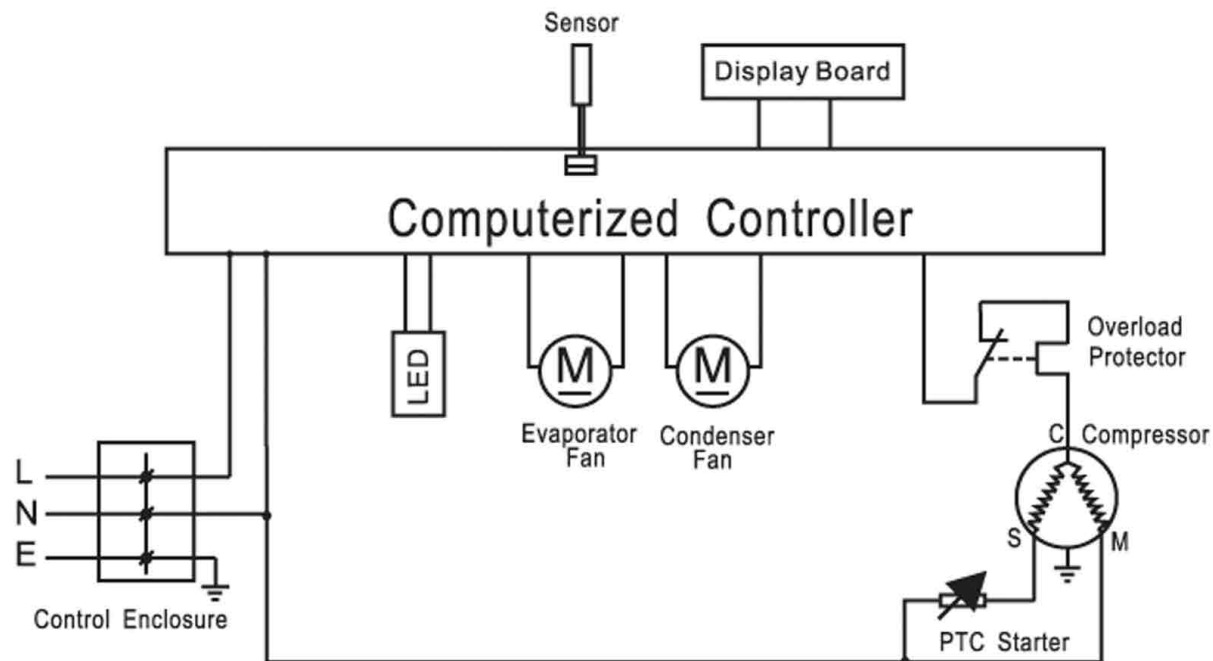 Sensor
Display Board
Computerized Controller
LED
M
M
Overload
Protector
Evaporator
Fan
Condenser
Fan
C
Compressor
L
N
E
S
M
Control Enclosure
PTC Starter